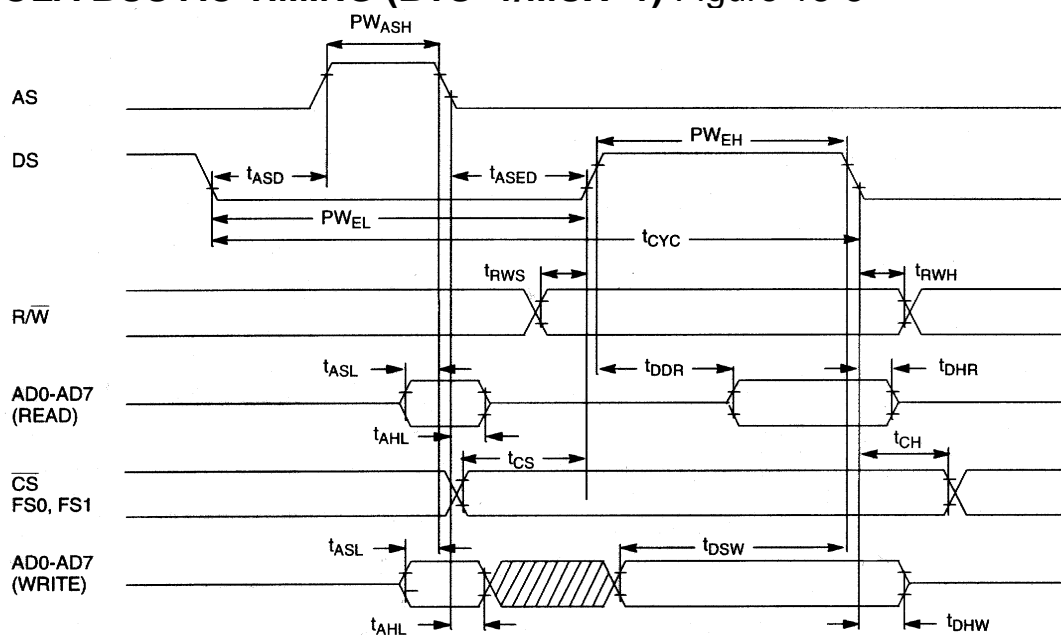 Figure
PW_ASH
AS
PW_EH
DS
t_ASD
t_ASED
PW_EL
t_CYC
t_RWS
t_RWH
R/W̅
t_ASL
t_DDR
t_DHR
AD0-AD7
(READ)
t_AHL
t_CS
t_CH
C̅S̅
FS0, FS1
t_ASL
t_DSW
AD0-AD7
(WRITE)
t_AHL
t_DHW